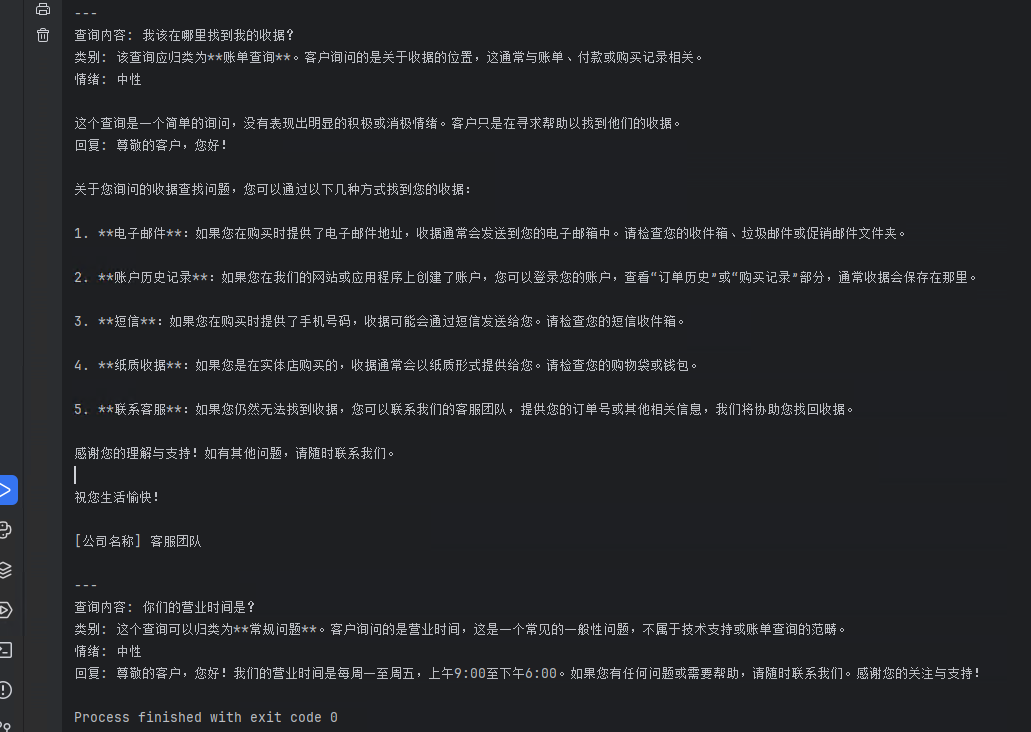 ---
查询内容: 我该在哪里找到我的收据？
类别: 该查询应归类为**账单查询**。客户询问的是关于收据的位置，这通常与账单、付款或购买记录相关。
情绪: 中性
这个查询是一个简单的询问，没有表现出明显的积极或消极情绪。客户只是在寻求帮助以找到他们的收据。
回复: 尊敬的客户，您好！
关于您询问的收据查找问题，您可以通过以下几种方式找到您的收据：
1. **电子邮件**：如果您在购买时提供了电子邮件地址，收据通常会发送到您的电子邮箱中。请检查您的收件箱、垃圾邮件或促销邮件文件夹。
2. **账户历史记录**：如果您在我们的网站或应用程序上创建了账户，您可以登录您的账户，查看“订单历史”或“购买记录”部分，通常收据会保存在那里。
3. **短信**：如果您在购买时提供了手机号码，收据可能会通过短信发送给您。请检查您的短信收件箱。
4. **纸质收据**：如果您是在实体店购买的，收据通常会以纸质形式提供给您。请检查您的购物袋或钱包。
5. **联系客服**：如果您仍然无法找到收据，您可以联系我们的客服团队，提供您的订单号或其他相关信息，我们将协助您找回收据。
感谢您的理解与支持！如有其他问题，请随时联系我们。
祝您生活愉快！
[公司名称] 客服团队
---
查询内容: 你们的营业时间是？
类别: 这个查询可以归类为**常规问题**。客户询问的是营业时间，这是一个常见的一般性问题，不属于技术支持或账单查询的范畴。
情绪: 中性
回复: 尊敬的客户，您好！我们的营业时间是每周一至周五，上午9:00至下午6:00。如果您有任何问题或需要帮助，请随时联系我们。感谢您的关注与支持！
Process finished with exit code 0